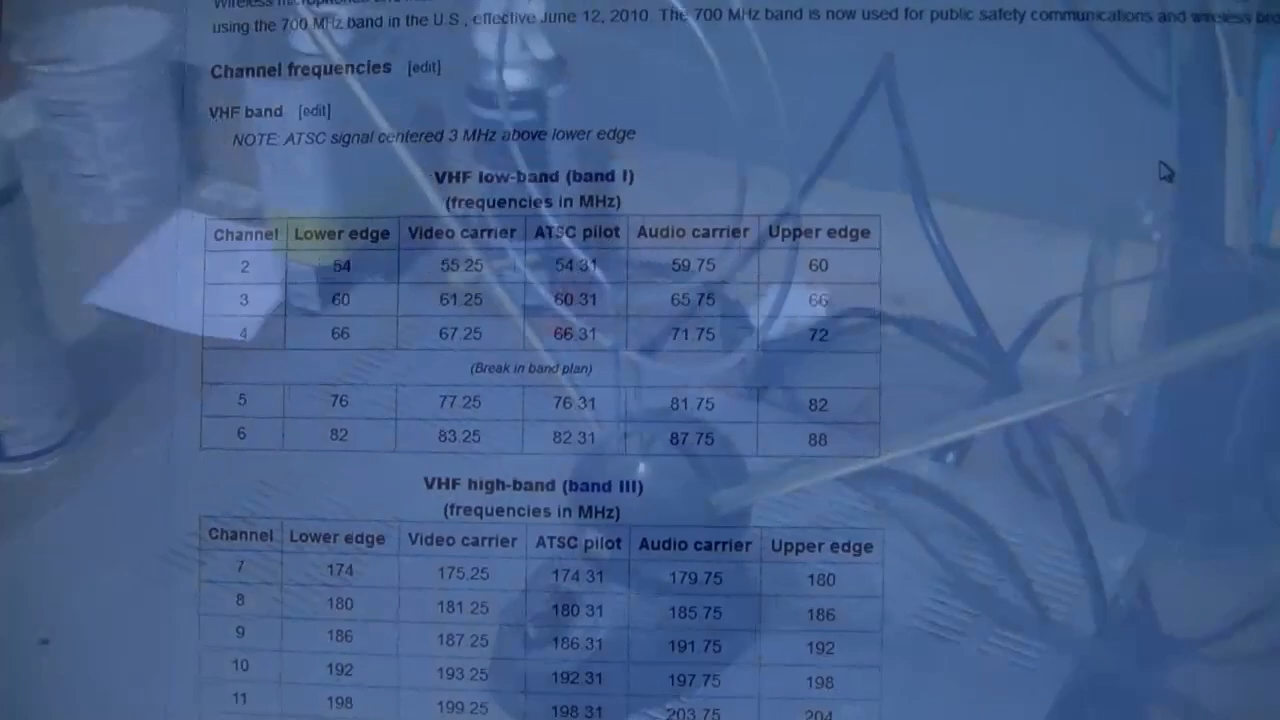 using the 700 MHz band in the U.S., effective June 12, 2010. The 700 MHz band is now used for public safety communications and wireless
Channel frequencies [edit]
VHF band [edit]
NOTE: ATSC signal centered 3 MHz above lower edge
VHF low-band (band I)
(frequencies in MHz)
Channel Lower edge Video carrier ATSC pilot Audio carrier Upper edge
2 54 55.25 54.31 59.75 60
3 60 61.25 60.31 65.75 66
4 66 67.25 66.31 71.75 72
(Break in band plan)
5 76 77.25 76.31 81.75 82
6 82 83.25 82.31 87.75 88
VHF high-band (band III)
(frequencies in MHz)
Channel Lower edge Video carrier ATSC pilot Audio carrier Upper edge
7 174 175.25 174.31 179.75 180
8 180 181.25 180.31 185.75 186
9 186 187.25 186.31 191.75 192
10 192 193.25 192.31 197.75 198
11 198 199.25 198.31 203.75 204